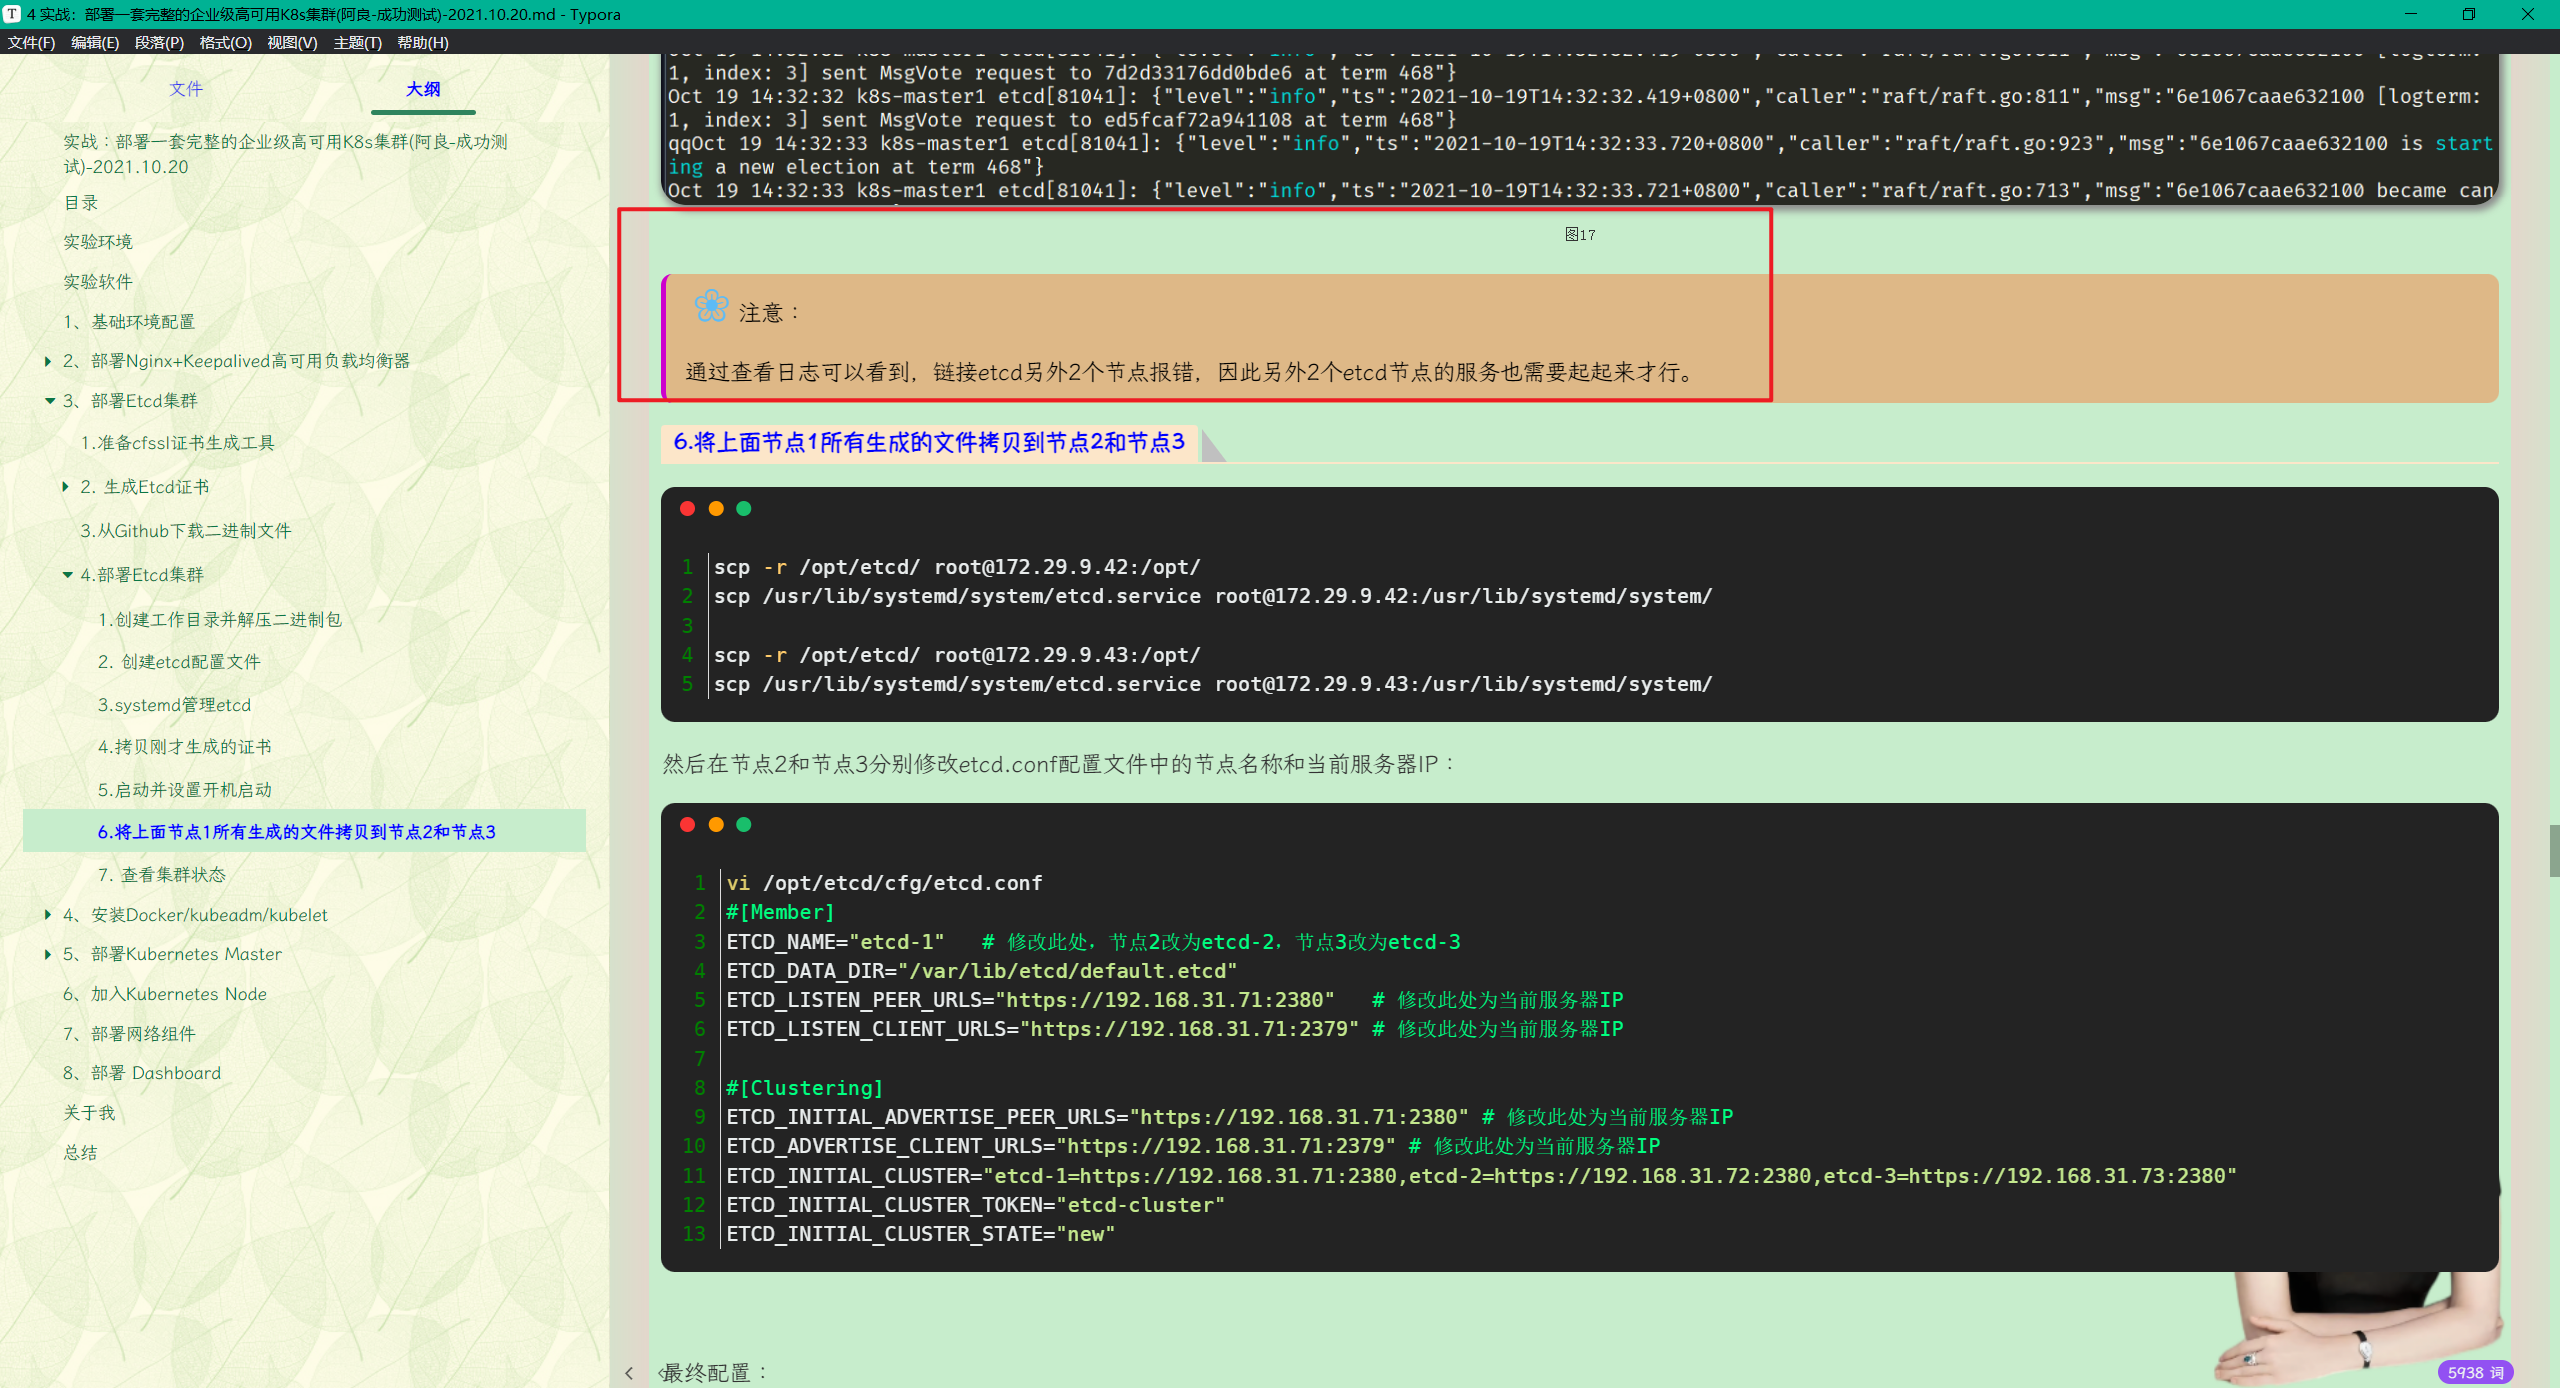 4 实战：部署一套完整的企业级高可用K8s集群(阿良-成功测试)-2021.10.20.md - Typora
文件(F) 编辑(E) 段落(P) 格式(O) 视图(V) 主题(T) 帮助(H)
文件 大纲
实战：部署一套完整的企业级高可用K8s集群(阿良-成功测
试)-2021.10.20
目录
实验环境
实验软件
1、基础环境配置
2、部署Nginx+Keepalived高可用负载均衡器
3、部署Etcd集群
1.准备cfssl证书生成工具
2. 生成Etcd证书
3.从Github下载二进制文件
4.部署Etcd集群
1.创建工作目录并解压二进制包
2. 创建etcd配置文件
3.systemd管理etcd
4.拷贝刚才生成的证书
5.启动并设置开机启动
6.将上面节点1所有生成的文件拷贝到节点2和节点3
7. 查看集群状态
4、安装Docker/kubeadm/kubelet
5、部署Kubernetes Master
6、加入Kubernetes Node
7、部署网络组件
8、部署 Dashboard
关于我
总结
Oct 19 14:32:32 k8s-master1 etcd[81041]: {"level":"info","ts":"2021-10-19T14:32:32.419+0800","caller":"raft/raft.go:811","msg":"6e1067caae632100 [logterm:
1, index: 3] sent MsgVote request to 7d2d33176dd0bde6 at term 468"}
Oct 19 14:32:32 k8s-master1 etcd[81041]: {"level":"info","ts":"2021-10-19T14:32:32.419+0800","caller":"raft/raft.go:811","msg":"6e1067caae632100 [logterm:
1, index: 3] sent MsgVote request to ed5fcaf72a941108 at term 468"}
qqOct 19 14:32:33 k8s-master1 etcd[81041]: {"level":"info","ts":"2021-10-19T14:32:33.720+0800","caller":"raft/raft.go:923","msg":"6e1067caae632100 is start
ing a new election at term 468"}
Oct 19 14:32:33 k8s-master1 etcd[81041]: {"level":"info","ts":"2021-10-19T14:32:33.721+0800","caller":"raft/raft.go:713","msg":"6e1067caae632100 became can
图17
注意：
通过查看日志可以看到，链接etcd另外2个节点报错，因此另外2个etcd节点的服务也需要起起来才行。
6.将上面节点1所有生成的文件拷贝到节点2和节点3
1 scp -r /opt/etcd/ root@172.29.9.42:/opt/
2 scp /usr/lib/systemd/system/etcd.service root@172.29.9.42:/usr/lib/systemd/system/
3
4 scp -r /opt/etcd/ root@172.29.9.43:/opt/
5 scp /usr/lib/systemd/system/etcd.service root@172.29.9.43:/usr/lib/systemd/system/
然后在节点2和节点3分别修改etcd.conf配置文件中的节点名称和当前服务器IP：
1 vi /opt/etcd/cfg/etcd.conf
2 #[Member]
3 ETCD_NAME="etcd-1"   # 修改此处，节点2改为etcd-2，节点3改为etcd-3
4 ETCD_DATA_DIR="/var/lib/etcd/default.etcd"
5 ETCD_LISTEN_PEER_URLS="https://192.168.31.71:2380"   # 修改此处为当前服务器IP
6 ETCD_LISTEN_CLIENT_URLS="https://192.168.31.71:2379" # 修改此处为当前服务器IP
7
8 #[Clustering]
9 ETCD_INITIAL_ADVERTISE_PEER_URLS="https://192.168.31.71:2380" # 修改此处为当前服务器IP
10 ETCD_ADVERTISE_CLIENT_URLS="https://192.168.31.71:2379" # 修改此处为当前服务器IP
11 ETCD_INITIAL_CLUSTER="etcd-1=https://192.168.31.71:2380,etcd-2=https://192.168.31.72:2380,etcd-3=https://192.168.31.73:2380"
12 ETCD_INITIAL_CLUSTER_TOKEN="etcd-cluster"
13 ETCD_INITIAL_CLUSTER_STATE="new"
最终配置：
5938 词